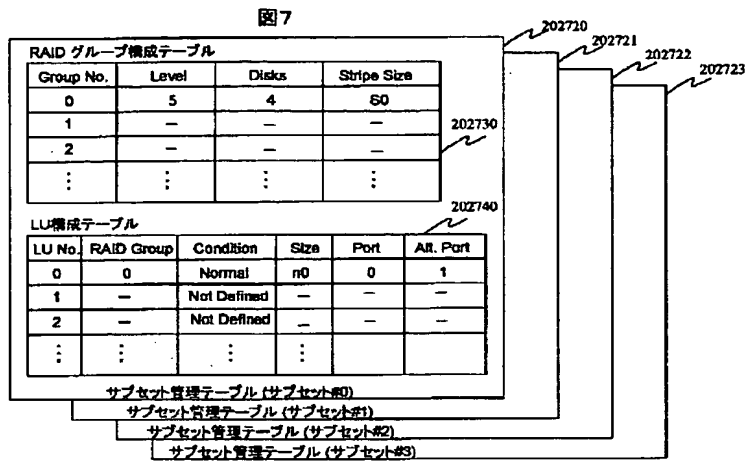 図7
202720
202721
202722
202723
RAID グループ構成テーブル
Group No. Level Disks Stripe Size
0 5 4 S0
1 – – –
2 – – –
⋮ ⋮ ⋮ ⋮
202730
LU構成テーブル
202740
LU No. RAID Group Condition Size Port Alt. Port
0 0 Normal n0 0 1
1 – Not Defined – – –
2 – Not Defined – – –
⋮ ⋮ ⋮ ⋮
サブセット管理テーブル (サブセット#0)
サブセット管理テーブル (サブセット#1)
サブセット管理テーブル (サブセット#2)
サブセット管理テーブル (サブセット#3)